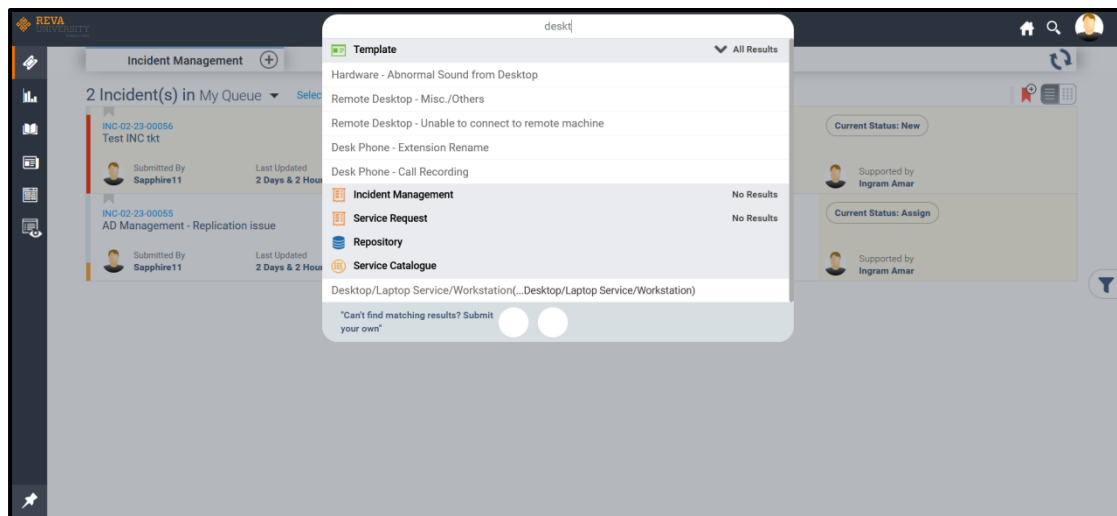 REVA
UNIVERSITY
deskt
Incident Management
Template
All Results
2 Incident(s) in My Queue
Selec
Hardware - Abnormal Sound from Desktop
Remote Desktop - Misc./Others
Remote Desktop - Unable to connect to remote machine
Desk Phone - Extension Rename
Desk Phone - Call Recording
INC-02-23-00056
Test INC tkt
Current Status: New
Submitted By
Sapphire11
Last Updated
2 Days & 2 Hou
Supported by
Ingram Amar
Incident Management
No Results
Service Request
No Results
Repository
Service Catalogue
Desktop/Laptop Service/Workstation(...Desktop/Laptop Service/Workstation)
INC-02-23-00055
AD Management - Replication issue
Current Status: Assign
Submitted By
Sapphire11
Last Updated
2 Days & 2 Hou
Supported by
Ingram Amar
"Can't find matching results? Submit
your own"